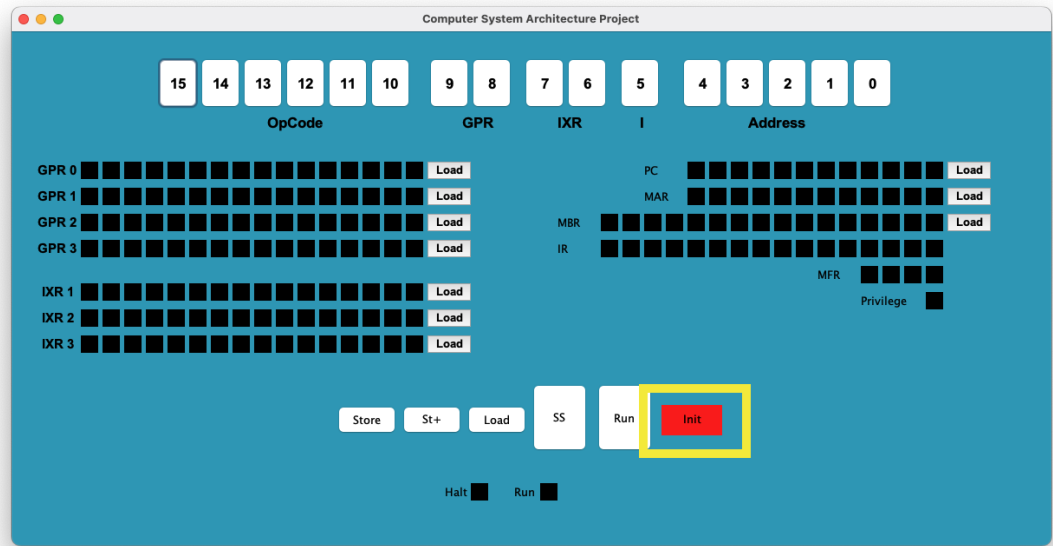 Computer System Architecture Project
15 14 13 12 11 10 9 8 7 6 5 4 3 2 1 0
OpCode GPR IXR I Address
GPR 0 Load PC Load
GPR 1 Load MAR Load
GPR 2 Load MBR Load
GPR 3 Load IR
MFR
IXR 1 Load Privilege
IXR 2 Load
IXR 3 Load
Store St+ Load SS Run Init
Halt Run